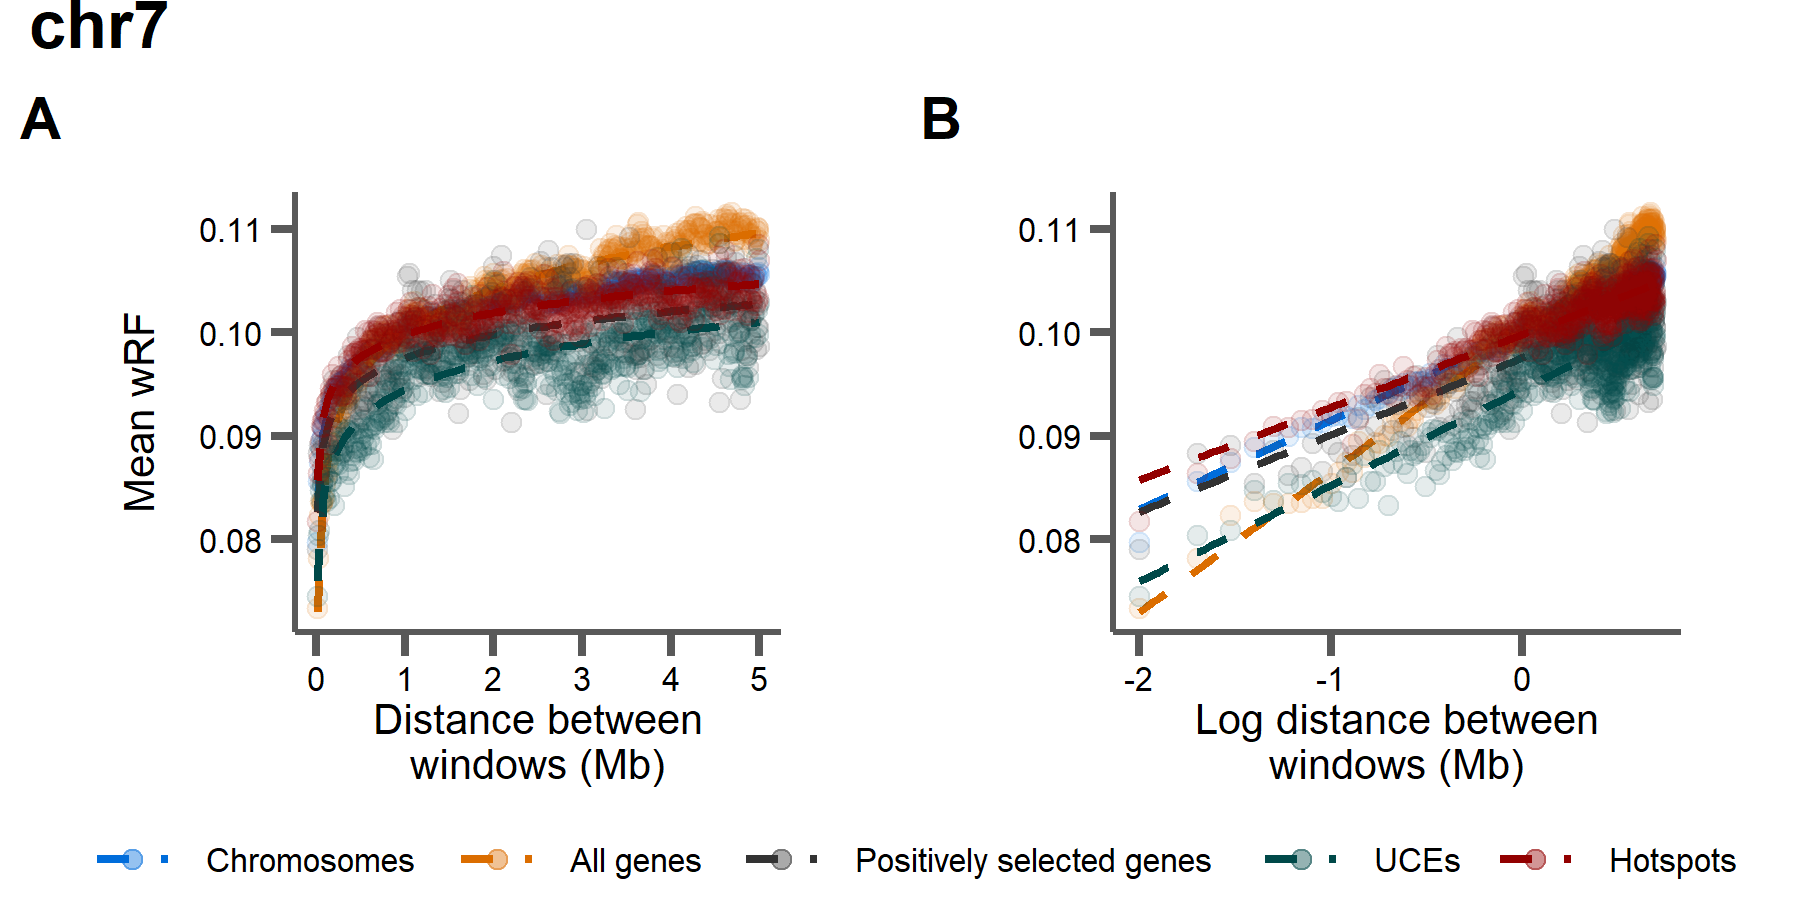 chr7
A
B
Mean wRF
0.11
0.10
0.09
0.08
0 1 2 3 4 5
Distance between
windows (Mb)
0.11
0.10
0.09
0.08
-2 -1 0
Log distance between
windows (Mb)
Chromosomes All genes Positively selected genes UCEs Hotspots